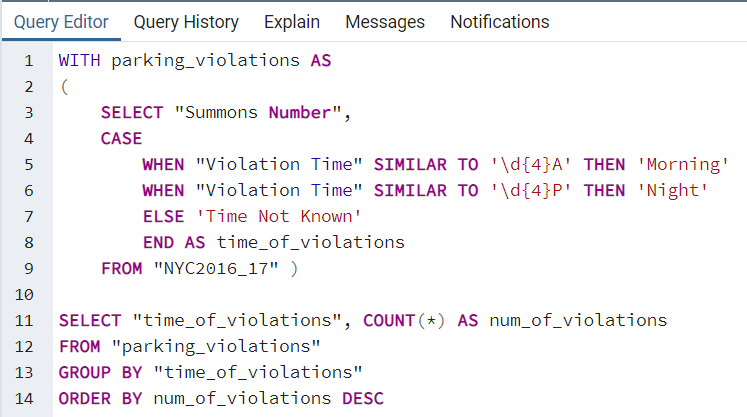 Query Editor Query History Explain Messages Notifications
1 WITH parking_violations AS
2 (
3 SELECT "Summons Number",
4 CASE
5 WHEN "Violation Time" SIMILAR TO '\d{4}A' THEN 'Morning'
6 WHEN "Violation Time" SIMILAR TO '\d{4}P' THEN 'Night'
7 ELSE 'Time Not Known'
8 END AS time_of_violations
9 FROM "NYC2016_17" )
10
11 SELECT "time_of_violations", COUNT(*) AS num_of_violations
12 FROM "parking_violations"
13 GROUP BY "time_of_violations"
14 ORDER BY num_of_violations DESC